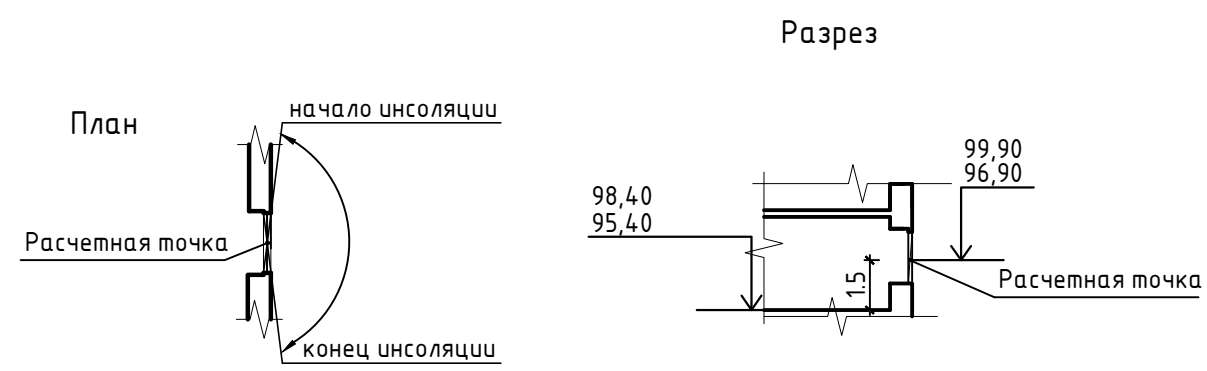 План
начало инсоляции
Расчетная точка
конец инсоляции
Разрез
98,40
95,40
99,90
96,90
1.5
Расчетная точка